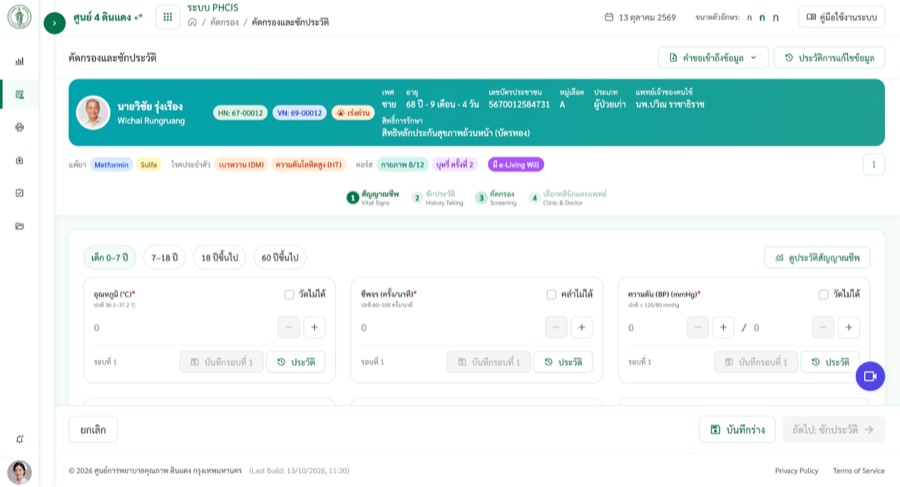 ศูนย์ 4 ดินแดง
ระบบ PHCIS
/ คัดกรอง / คัดกรองและซักประวัติ
13 ตุลาคม 2569
ขนาดตัวอักษร: ก ก ก
คู่มือใช้งานระบบ
คัดกรองและซักประวัติ
คำขอเข้าถึงข้อมูล
ประวัติการแก้ไขข้อมูล
นายวิชัย รุ่งเรือง
Wichai Rungruang
HN: 67-00012
VN: 69-00012
เร่งด่วน
เพศ อายุ เลขบัตรประชาชน หมู่เลือด ประเภท แพทย์เจ้าของคนไข้
ชาย 68 ปี - 9 เดือน - 4 วัน 5670012584731 A ผู้ป่วยเก่า นพ.ปวิณ ราชาธิราช
สิทธิ์การรักษา
สิทธิหลักประกันสุขภาพถ้วนหน้า (บัตรทอง)
แพ้ยา Metformin Sulfa โรคประจำตัว เบาหวาน (DM) ความดันโลหิตสูง (HT) คอร์ส กายภาพ 8/12 บุหรี่ ครั้งที่ 2 มี e-Living Will
1 สัญญาณชีพ
Vital Signs
2 ซักประวัติ
History Taking
3 คัดกรอง
Screening
4 เลือกคลินิกและแพทย์
Clinic & Doctor
เด็ก 0–7 ปี
7–18 ปี
18 ปีขึ้นไป
60 ปีขึ้นไป
ดูประวัติสัญญาณชีพ
อุณหภูมิ (°C)*
ปกติ 36.1–37.2 °C
วัดไม่ได้
0 − +
รอบที่ 1 บันทึกรอบที่ 1 ประวัติ
ชีพจร (ครั้ง/นาที)*
ปกติ 60–100 ครั้ง/นาที
คลำไม่ได้
0 − +
รอบที่ 1 บันทึกรอบที่ 1 ประวัติ
ความดัน (BP) (mmHg)*
ปกติ < 120/80 mmHg
วัดไม่ได้
0 − + / 0 − +
รอบที่ 1 บันทึกรอบที่ 1 ประวัติ
ยกเลิก
บันทึกร่าง
ถัดไป: ซักประวัติ
© 2026 ศูนย์การพยาบาลคุณภาพ ดินแดง กรุงเทพมหานคร (Last Build: 13/10/2026, 11:20)
Privacy Policy
Terms of Service